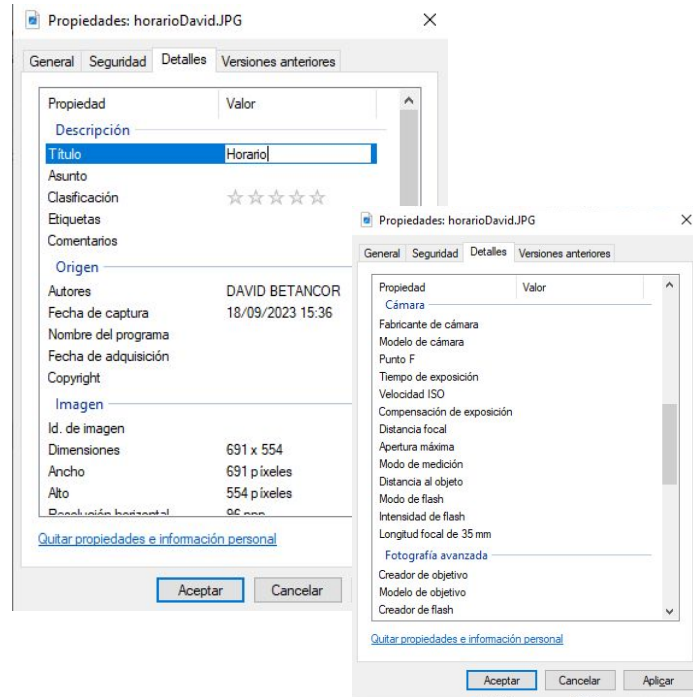 Propiedades: horarioDavid.JPG
General Seguridad Detalles Versiones anteriores
Propiedad Valor
Descripción
Título Horario
Asunto
Clasificación
Etiquetas
Comentarios
Origen
Autores DAVID BETANCOR
Fecha de captura 18/09/2023 15:36
Nombre del programa
Fecha de adquisición
Copyright
Imagen
Id. de imagen
Dimensiones 691 x 554
Ancho 691 píxeles
Alto 554 píxeles
Resolución horizontal 96 ppp
Quitar propiedades e información personal
Aceptar Cancelar
Propiedades: horarioDavid.JPG
General Seguridad Detalles Versiones anteriores
Propiedad Valor
Cámara
Fabricante de cámara
Modelo de cámara
Punto F
Tiempo de exposición
Velocidad ISO
Compensación de exposición
Distancia focal
Apertura máxima
Modo de medición
Distancia al objeto
Modo de flash
Intensidad de flash
Longitud focal de 35 mm
Fotografía avanzada
Creador de objetivo
Modelo de objetivo
Creador de flash
Quitar propiedades e información personal
Aceptar Cancelar Aplicar